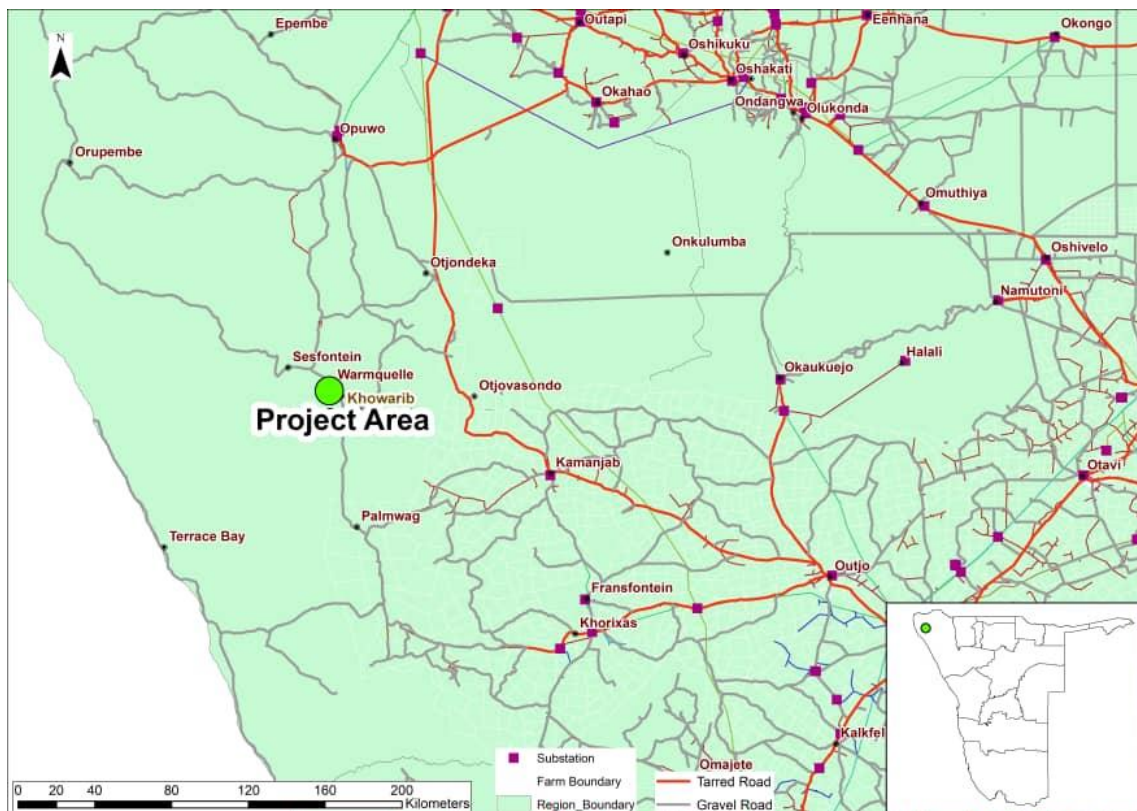 Epembe
Outapi
Eenhana
Okongo
N
Oshikuku
Oshakati
Okahao
Ondangwa
Olukonda
Opuwo
Orupembe
Omuthiya
Onkulumba
Oshivelo
Otjondeka
Namutoni
Sesfontein
Warmquelle
Halali
Okaukuejo
Khowarib
Otjovasondo
Project Area
Kamanjab
Otavi
Palmwag
Terrace Bay
Outjo
Fransfontein
Khorixas
Kalkfel
Omajete
Substation
Tarred Road
Farm Boundary
Region_Boundary
Gravel Road
0 20 40 80 120 160 200
Kilometers